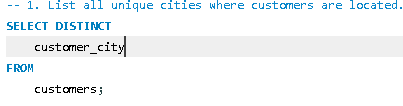 -- 1. List all unique cities where customers are located.
SELECT DISTINCT
    customer_city
FROM
    customers;